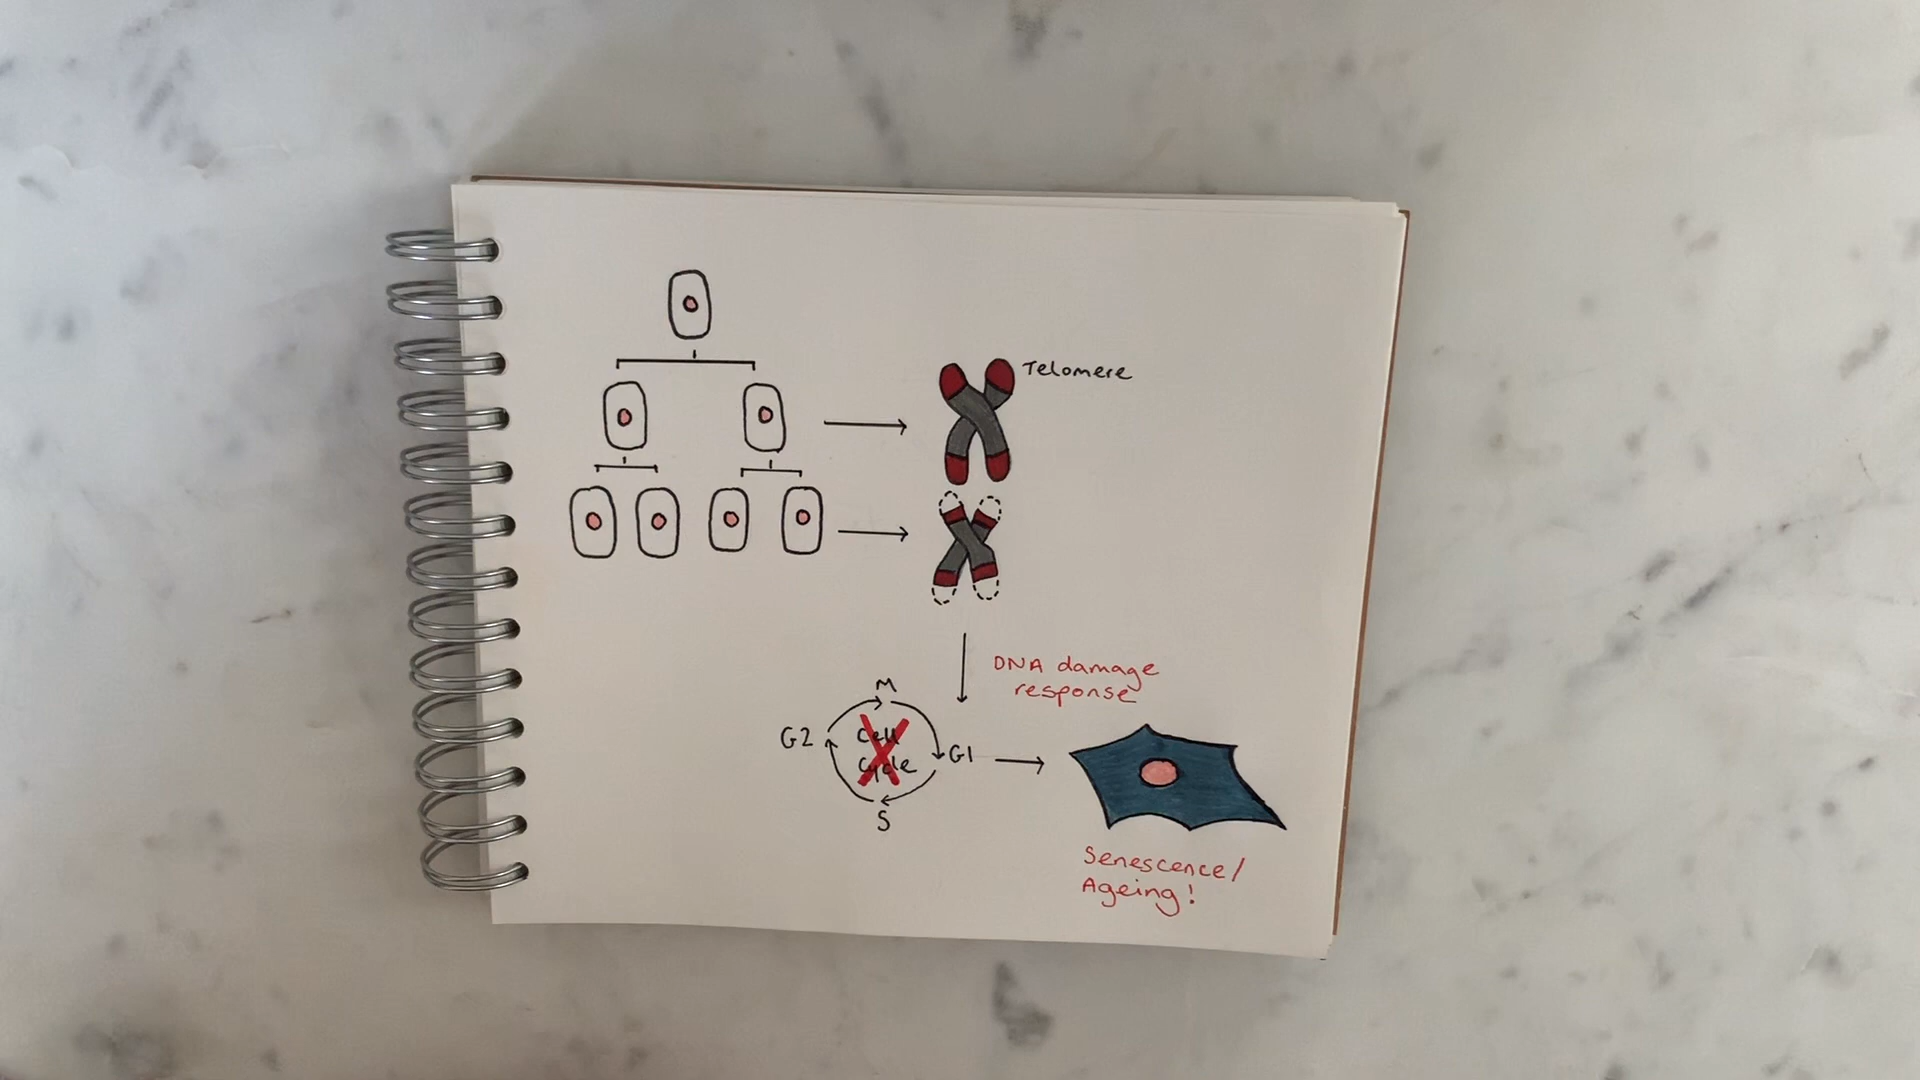 Telomere
DNA damage
response
M
G2
Cell
cycle
G1
S
Senescence/
Ageing!